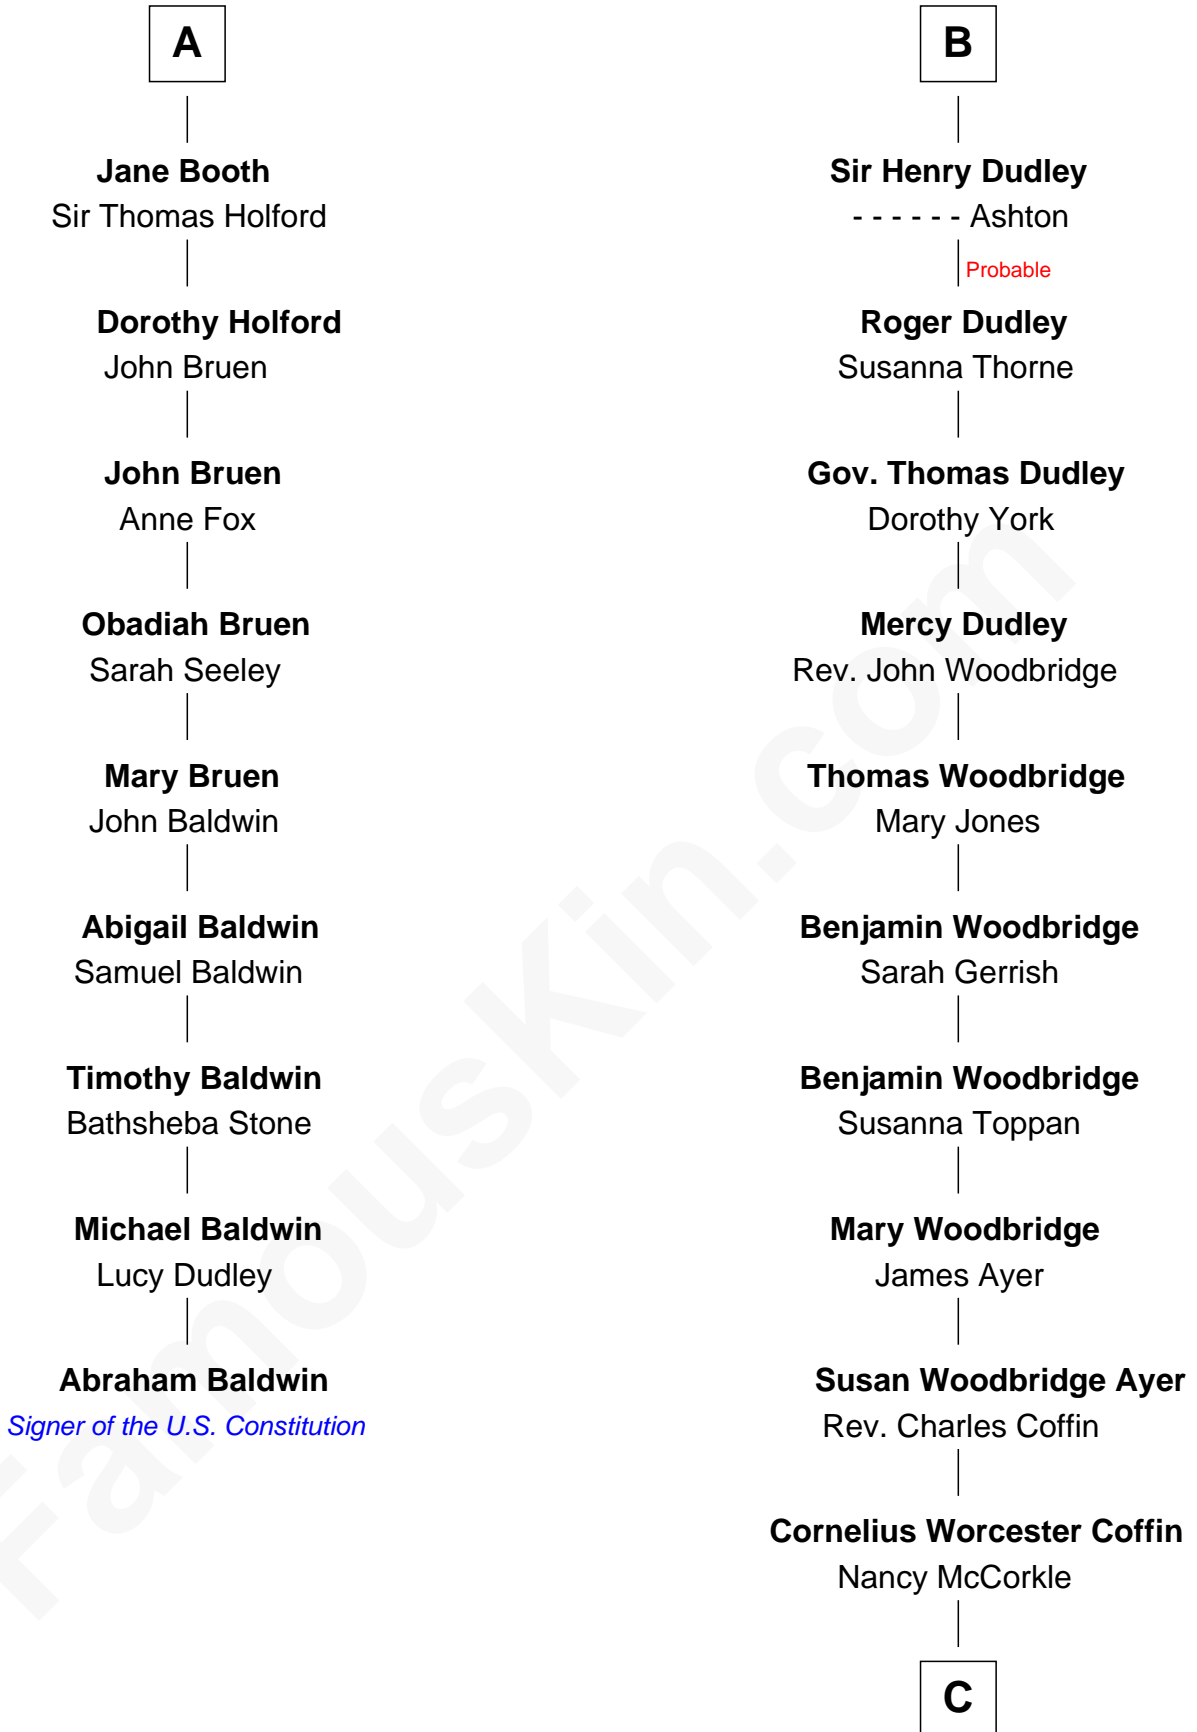 A
Jane Booth
Sir Thomas Holford
Dorothy Holford
John Bruen
John Bruen
Anne Fox
Obadiah Bruen
Sarah Seeley
Mary Bruen
John Baldwin
Abigail Baldwin
Samuel Baldwin
Timothy Baldwin
Bathsheba Stone
Michael Baldwin
Lucy Dudley
Abraham Baldwin
Signer of the U.S. Constitution
B
Sir Henry Dudley
- - - - - - Ashton
Probable
Roger Dudley
Susanna Thorne
Gov. Thomas Dudley
Dorothy York
Mercy Dudley
Rev. John Woodbridge
Thomas Woodbridge
Mary Jones
Benjamin Woodbridge
Sarah Gerrish
Benjamin Woodbridge
Susanna Toppan
Mary Woodbridge
James Ayer
Susan Woodbridge Ayer
Rev. Charles Coffin
Cornelius Worcester Coffin
Nancy McCorkle
C
FamousKin.com